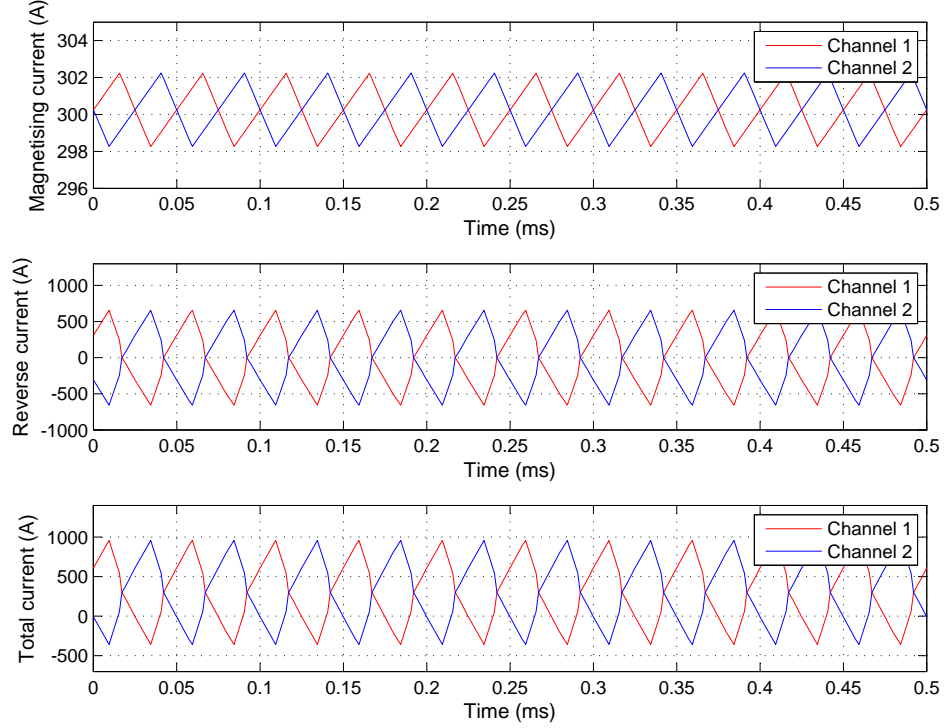 Magnetising current (A)
304
302
300
298
296
Channel 1
Channel 2
0 0.05 0.1 0.15 0.2 0.25 0.3 0.35 0.4 0.45 0.5
Time (ms)
Reverse current (A)
1000
500
0
-500
-1000
Channel 1
Channel 2
0 0.05 0.1 0.15 0.2 0.25 0.3 0.35 0.4 0.45 0.5
Time (ms)
Total current (A)
1000
500
0
-500
Channel 1
Channel 2
0 0.05 0.1 0.15 0.2 0.25 0.3 0.35 0.4 0.45 0.5
Time (ms)